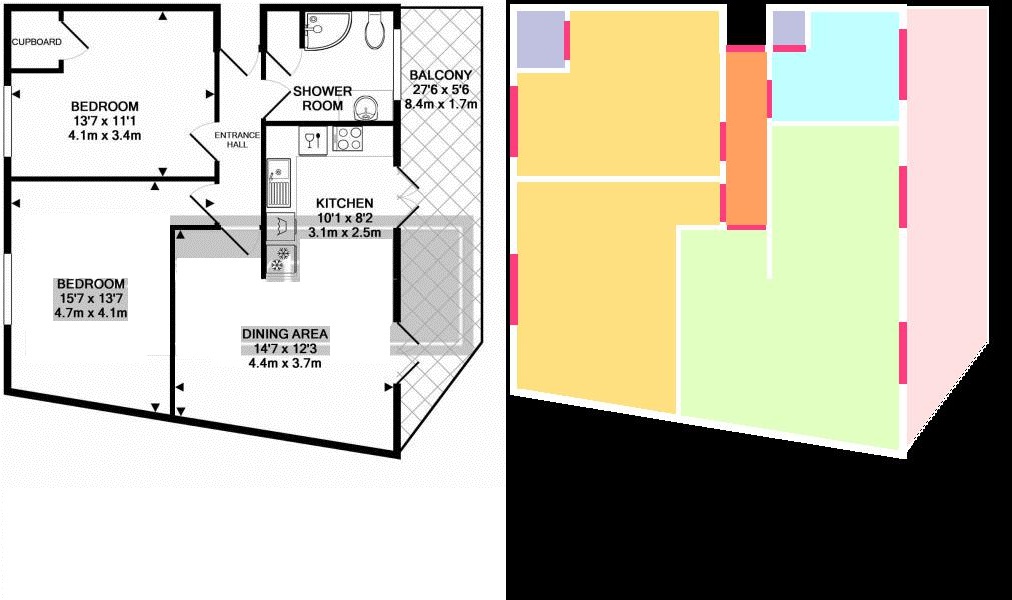 CUPBOARD
BEDROOM
13'7 x 11'1
4.1m x 3.4m
SHOWER
ROOM
BALCONY
27'6 x 5'6
8.4m x 1.7m
ENTRANCE
HALL
KITCHEN
10'1 x 8'2
3.1m x 2.5m
BEDROOM
15'7 x 13'7
4.7m x 4.1m
DINING AREA
14'7 x 12'3
4.4m x 3.7m